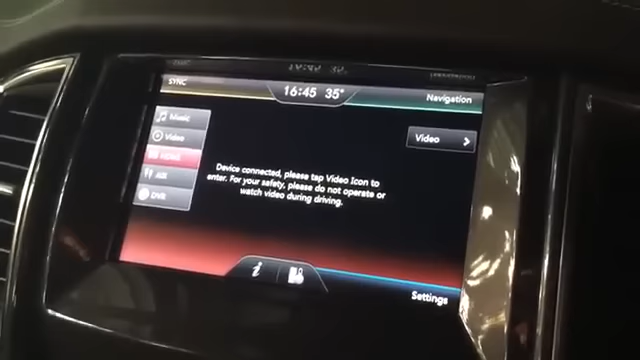 SYNC
16:45 35°
Navigation
Music
Video
HDMI
AUX
DVR
Video
Device connected, please tap Video Icon to
enter. For your safety, please do not operate or
watch video during driving.
i
Settings